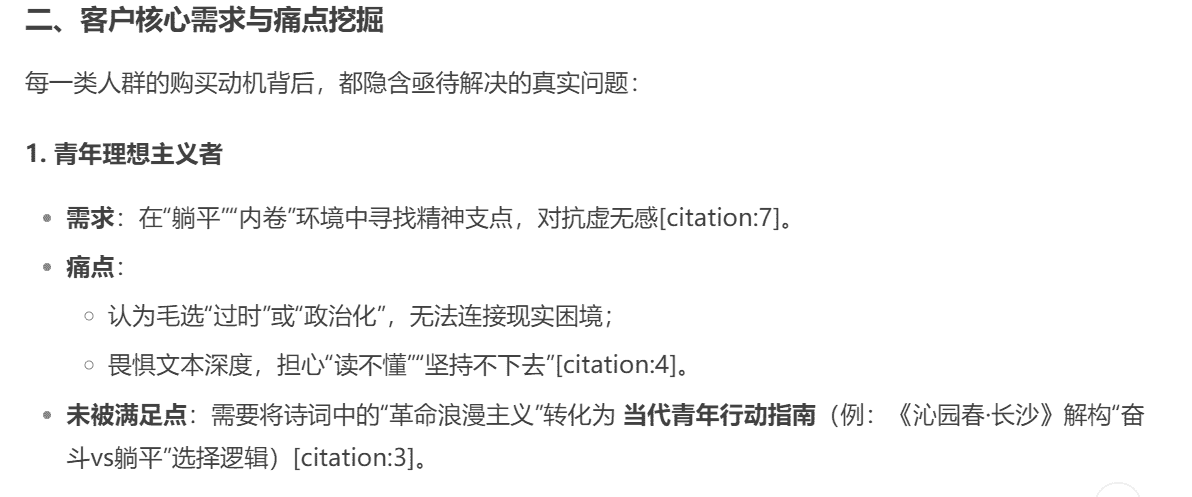 二、客户核心需求与痛点挖掘
每一类人群的购买动机背后，都隐含亟待解决的真实问题：
1. 青年理想主义者
需求：在“躺平”“内卷”环境中寻找精神支点，对抗虚无感[citation:7]。
痛点：
认为毛选“过时”或“政治化”，无法连接现实困境；
畏惧文本深度，担心“读不懂”“坚持不下去”[citation:4]。
未被满足点：需要将诗词中的“革命浪漫主义”转化为 当代青年行动指南（例：《沁园春·长沙》解构“奋
斗vs躺平”选择逻辑）[citation:3]。